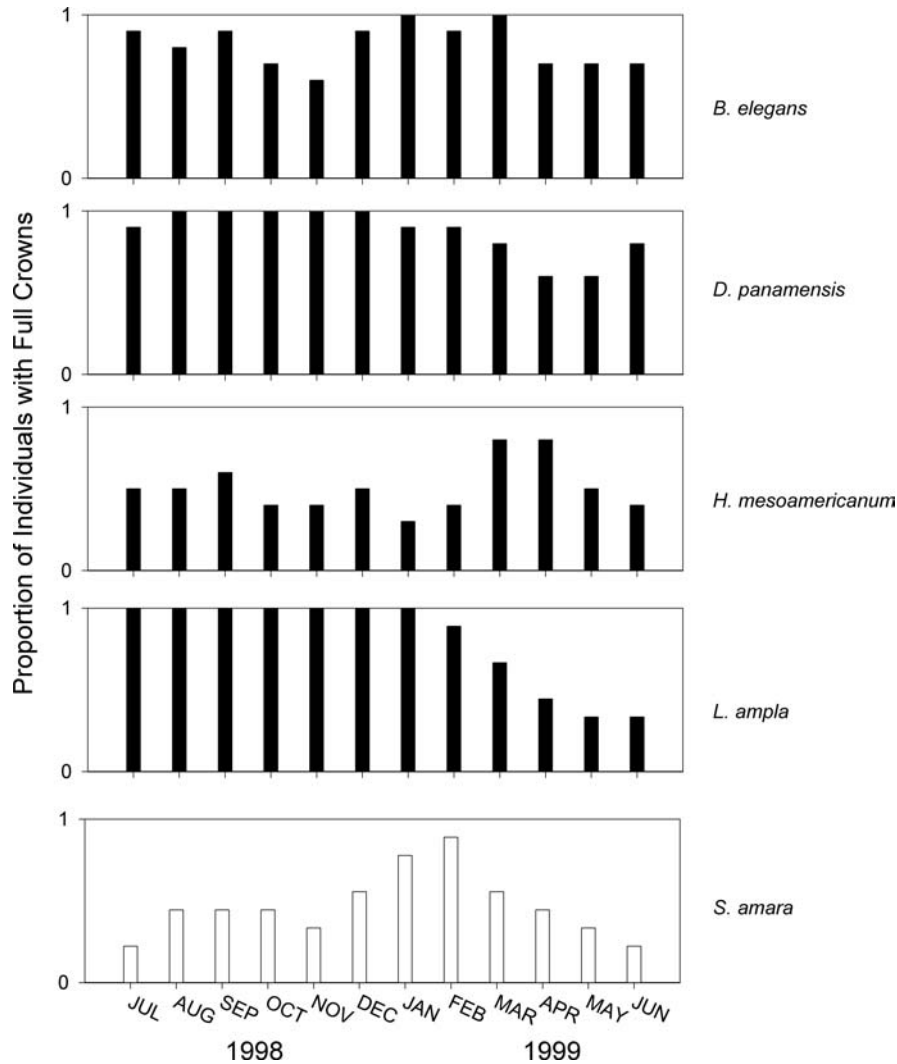 Proportion of Individuals with Full Crowns
1
0
B. elegans
1
0
D. panamensis
1
0
H. mesoamericanum
1
0
L. ampla
1
0
S. amara
JUL AUG SEP OCT NOV DEC JAN FEB MAR APR MAY JUN
1998 1999